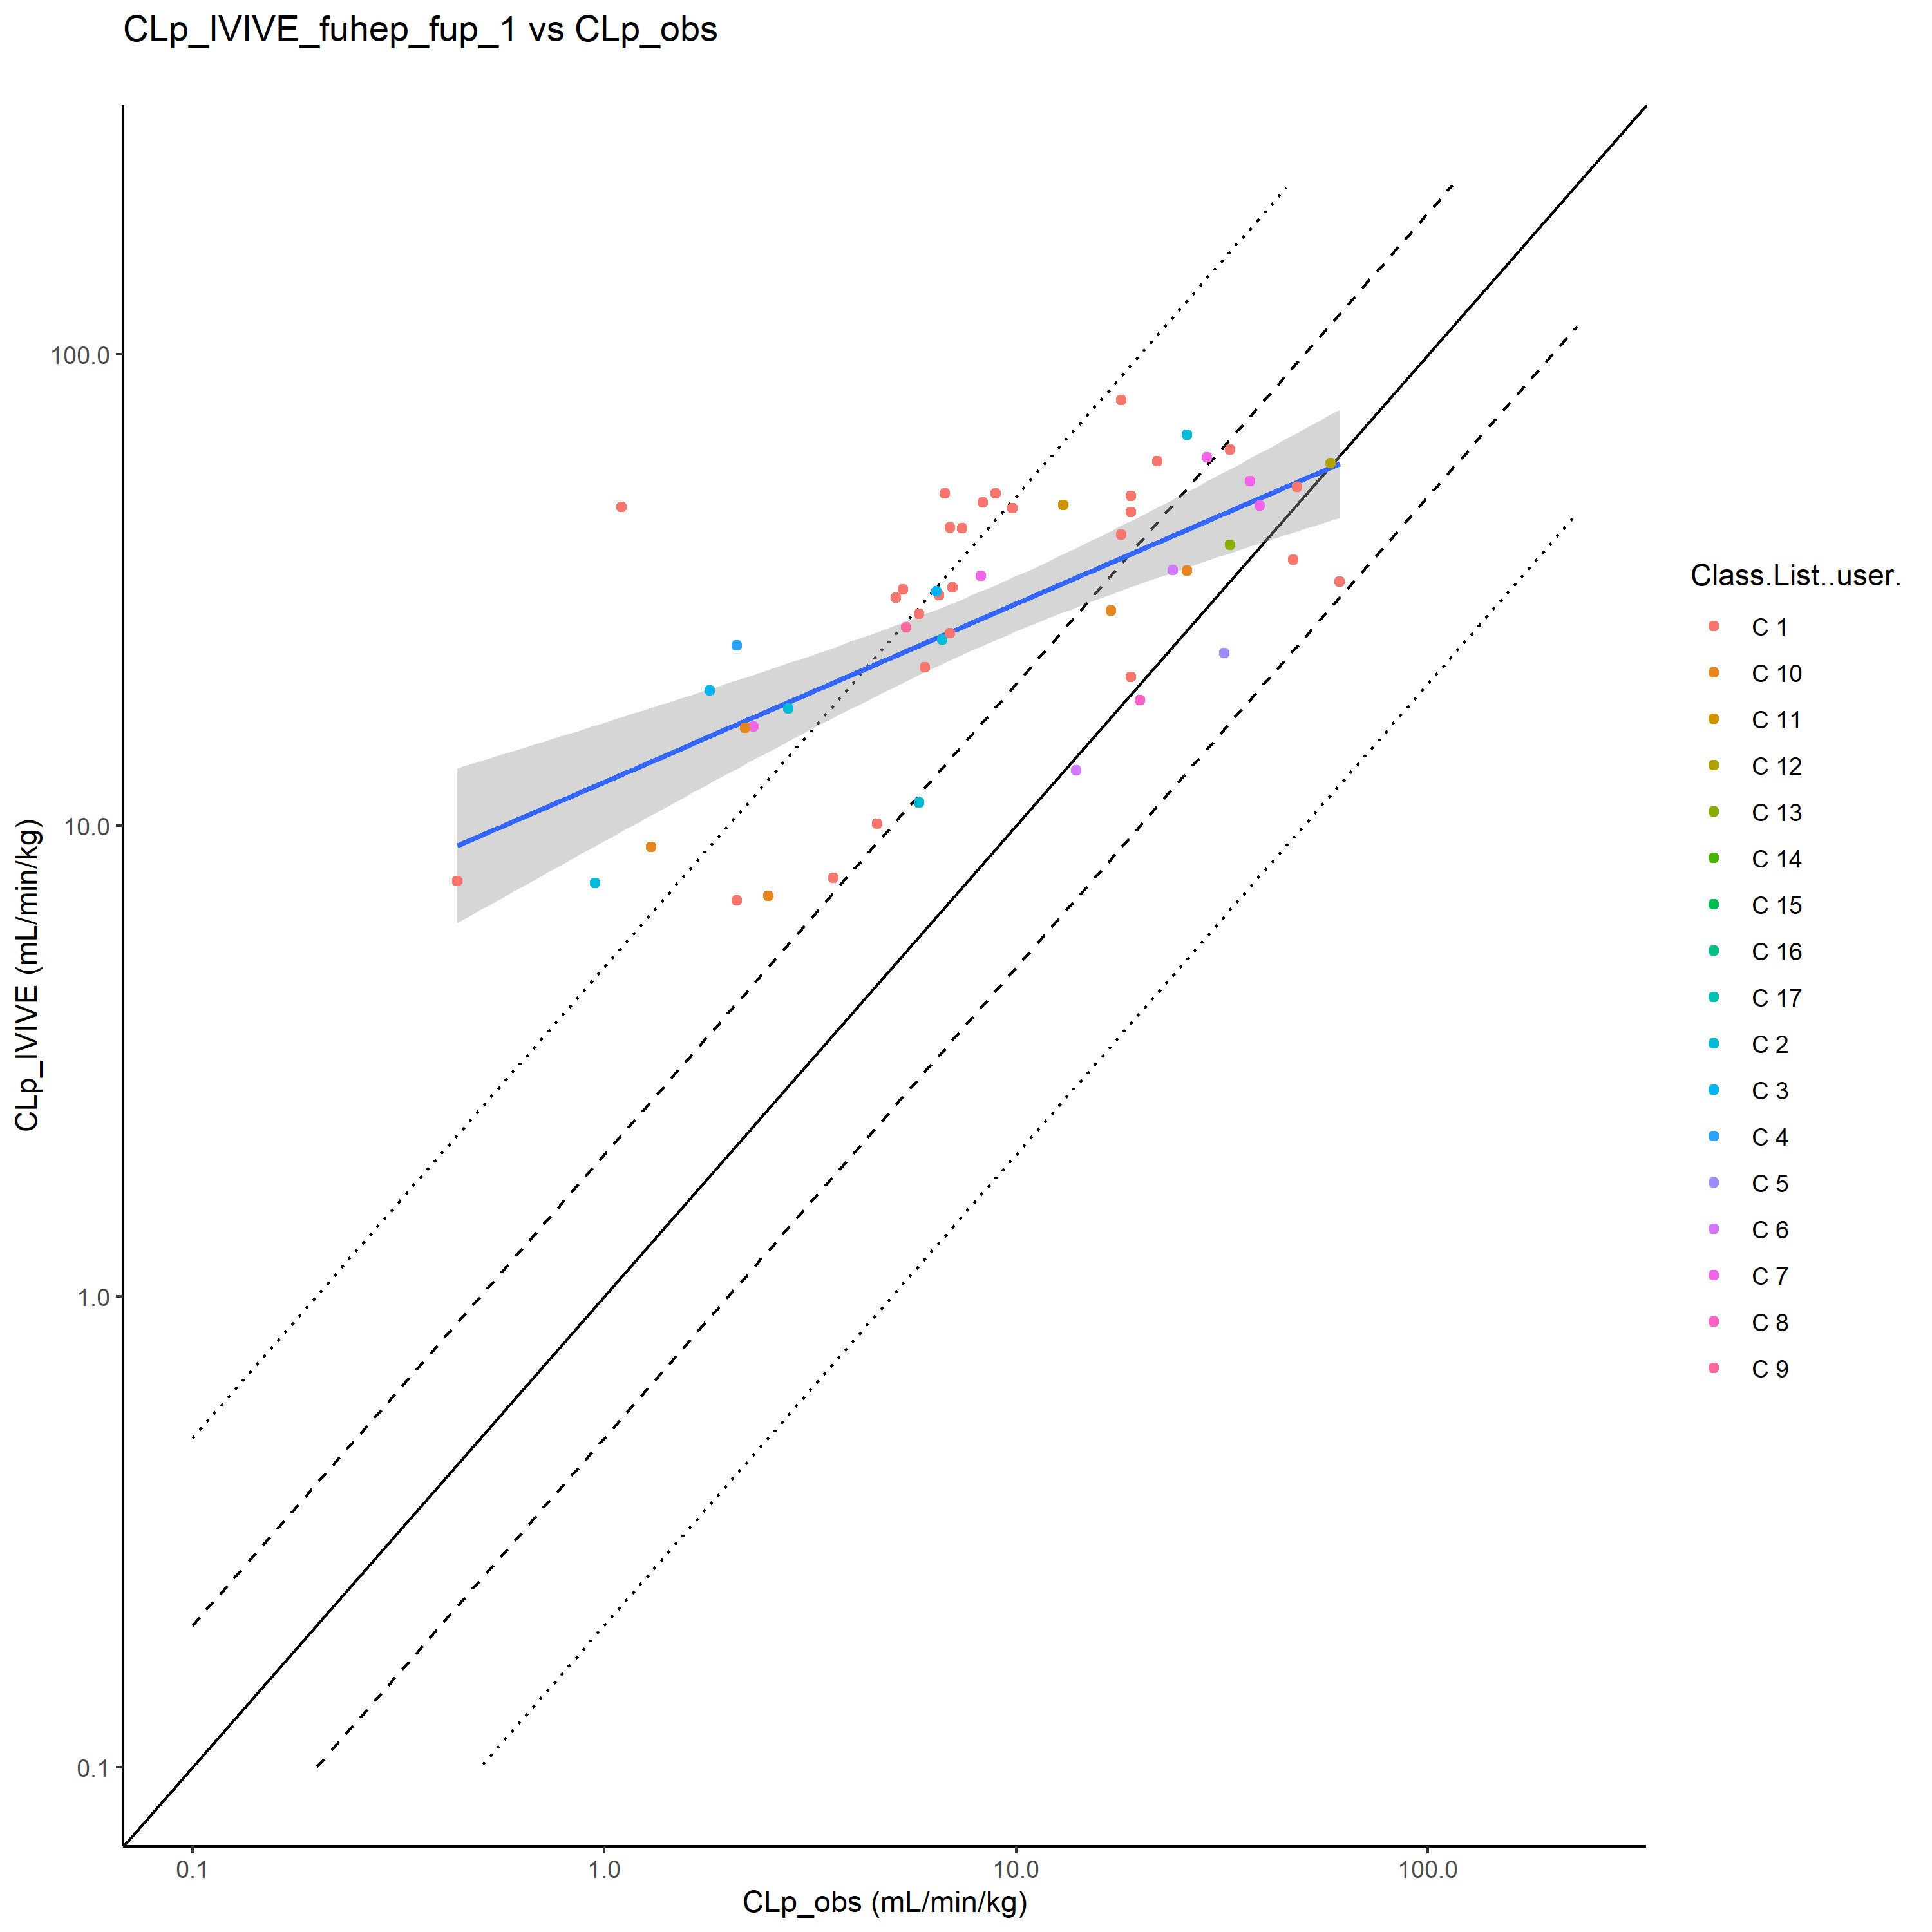 CLp_IVIVE_fuhep_fup_1 vs CLp_obs
CLp_IVIVE (mL/min/kg)
100.0
10.0
1.0
0.1
0.1
1.0
10.0
100.0
CLp_obs (mL/min/kg)
Class.List..user.
C 1
C 10
C 11
C 12
C 13
C 14
C 15
C 16
C 17
C 2
C 3
C 4
C 5
C 6
C 7
C 8
C 9